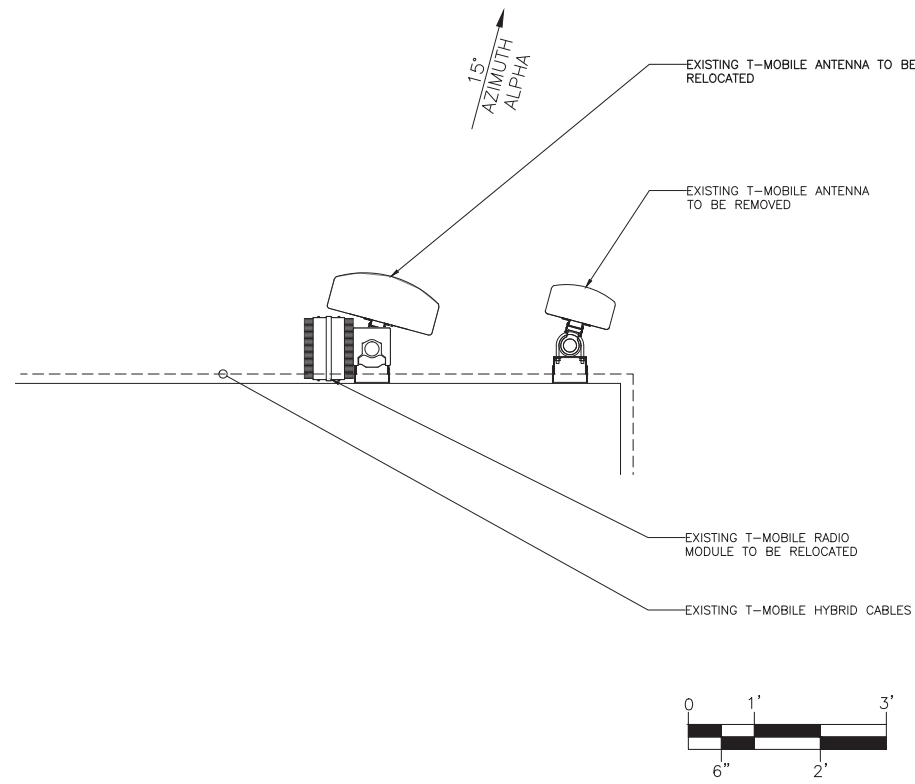 15°
AZIMUTH
ALPHA
EXISTING T-MOBILE ANTENNA TO BE
RELOCATED
EXISTING T-MOBILE ANTENNA
TO BE REMOVED
EXISTING T-MOBILE RADIO
MODULE TO BE RELOCATED
EXISTING T-MOBILE HYBRID CABLES
0 1' 3'
6" 2'